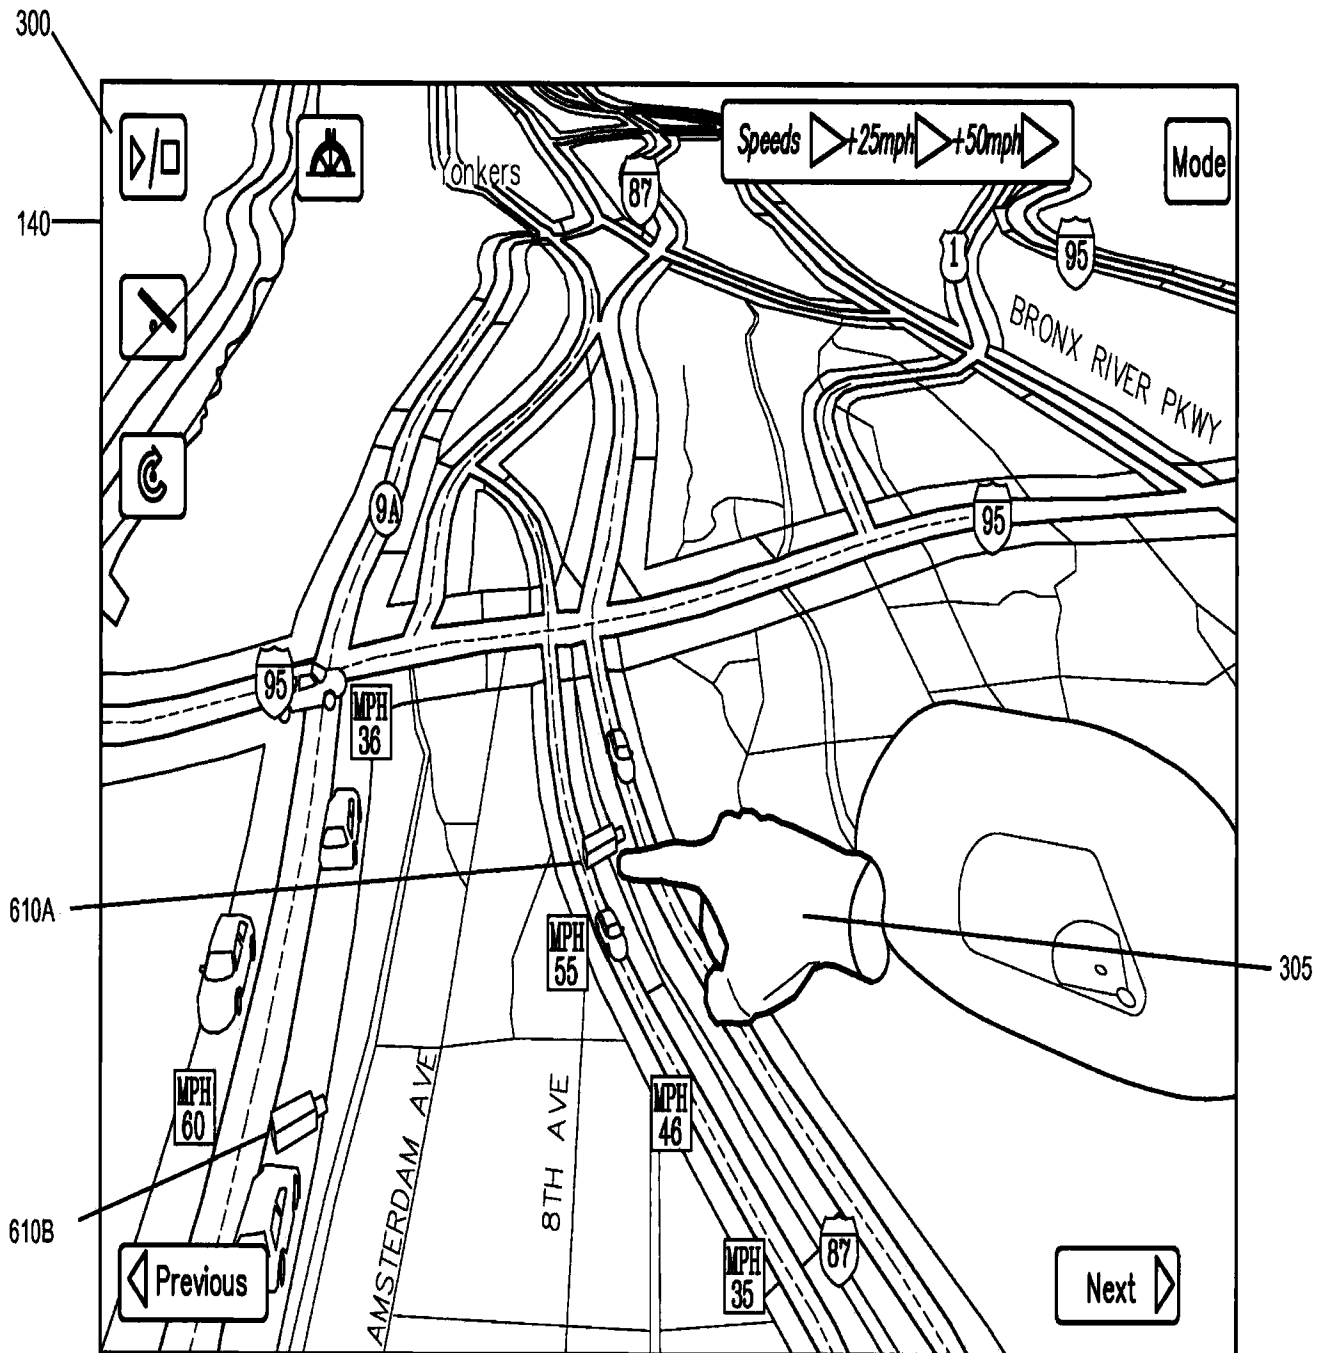 300
Speeds +25mph +50mph
Mode
Yonkers
87
140
1
95
BRONX RIVER PKWY
9A
95
95
MPH
36
610A
MPH
55
305
MPH
60
MPH
46
AMSTERDAM AVE
8TH AVE
610B
87
MPH
35
Previous
Next